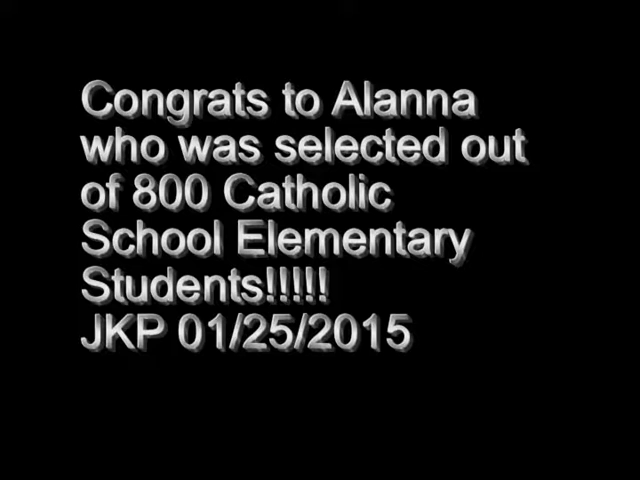 Congrats to Alanna
who was selected out
of 800 Catholic
School Elementary
Students!!!!!
JKP 01/25/2015